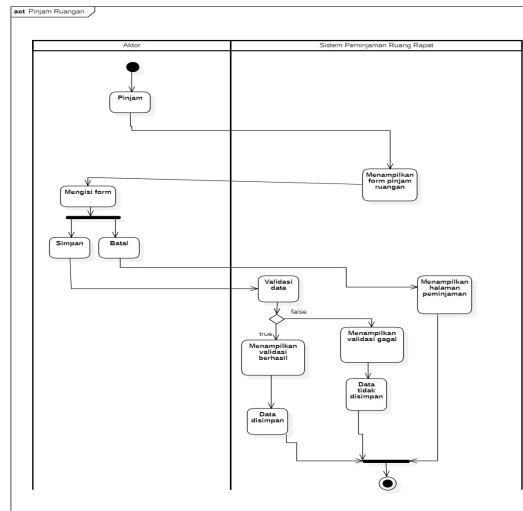 act Pinjam Ruangan
Aktor
Sistem Peminjaman Ruang Rapat
Pinjam
Menampilkan
form pinjam
ruangan
Mengisi form
Simpan
Batal
Validasi
data
Menampilkan
halaman
peminjaman
false
true
Menampilkan
validasi gagal
Menampilkan
validasi
berhasil
Data
tidak
disimpan
Data
disimpan